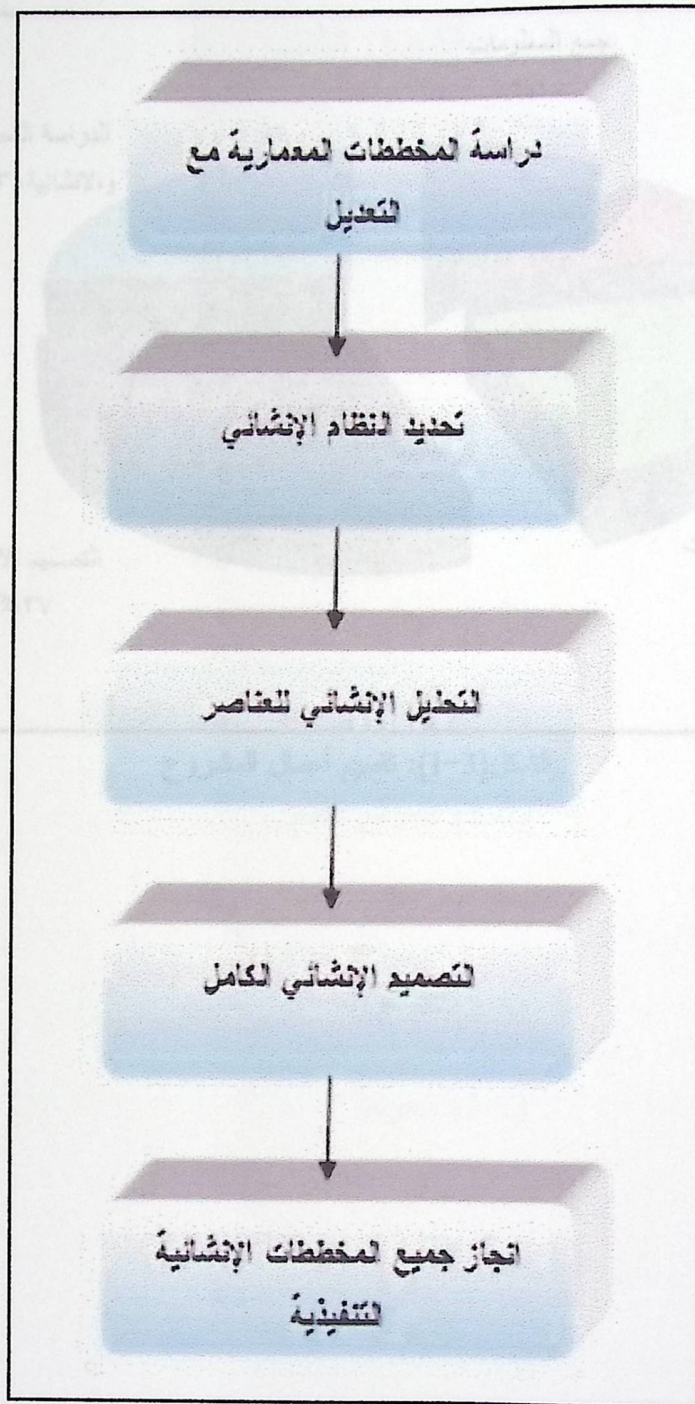 دراسة المخططات المعمارية مع
التعديل
تحديد النظام الإنشائي
التحليل الإنشائي للعناصر
التصميم الإنشائي الكامل
انجاز جميع المخططات الإنشائية
التنفيذية